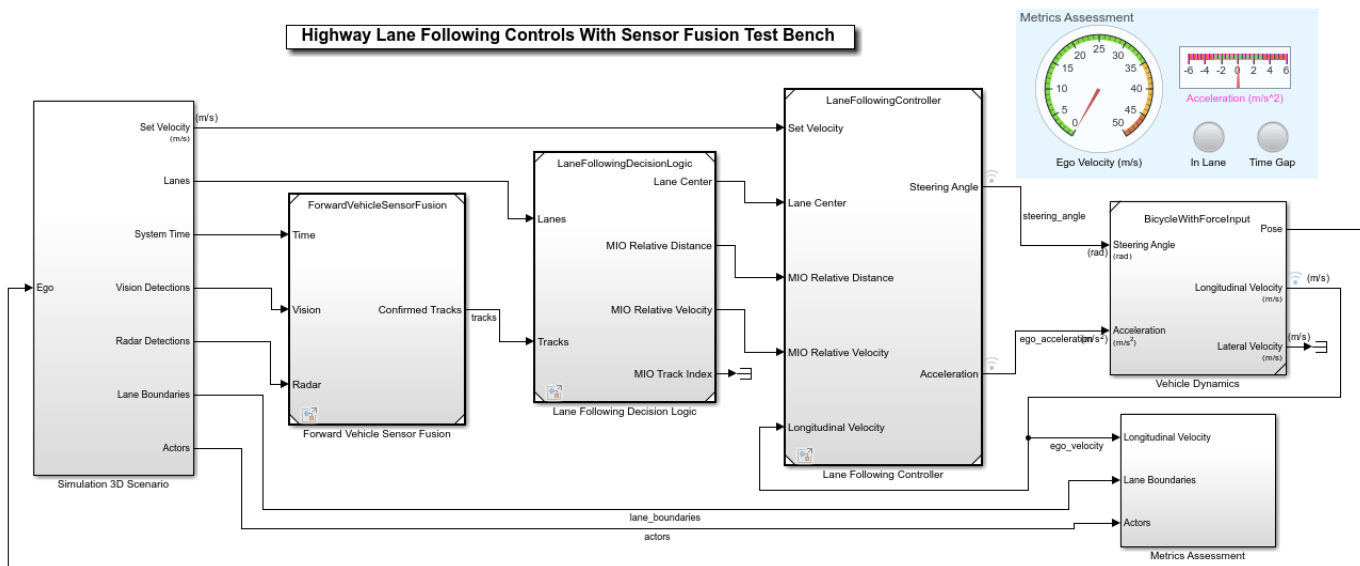 Highway Lane Following Controls With Sensor Fusion Test Bench
Metrics Assessment
0
5
10
15
20
25
30
35
40
45
50
Ego Velocity (m/s)
-6 -4 -2 0 2 4 6
Acceleration (m/s^2)
In Lane
Time Gap
Ego
Set Velocity
(m/s)
Lanes
System Time
Vision Detections
Radar Detections
Lane Boundaries
Actors
Simulation 3D Scenario
(m/s)
ForwardVehicleSensorFusion
Time
Vision
Radar
Confirmed Tracks
Forward Vehicle Sensor Fusion
tracks
LaneFollowingDecisionLogic
Lanes
Tracks
Lane Center
MIO Relative Distance
MIO Relative Velocity
MIO Track Index
Lane Following Decision Logic
LaneFollowingController
Set Velocity
Lane Center
MIO Relative Distance
MIO Relative Velocity
Longitudinal Velocity
Steering Angle
Acceleration
Lane Following Controller
steering_angle
(rad)
ego_acceleration
(m/s²)
BicycleWithForceInput
Steering Angle
(rad)
Acceleration
(m/s²)
Pose
Longitudinal Velocity
(m/s)
Lateral Velocity
(m/s)
Vehicle Dynamics
(m/s)
(m/s)
ego_velocity
lane_boundaries
actors
Longitudinal Velocity
Lane Boundaries
Actors
Metrics Assessment